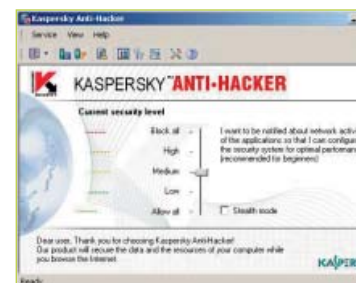 Kaspersky Anti-Hacker
Service View Help
KASPERSKY™ ANTI-HACKER
Current security level
Block all
High
Medium
Low
Allow all
I want to be notified about network activ
of the applications so that I can configure
the security system for optimal performan
(recommended for beginners)
Stealth mode
Dear user, Thank you for choosing Kaspersky Anti-Hacker!
Our product will secure the data and the resources of your computer while
you browse the Internet.
KASPER
Ready